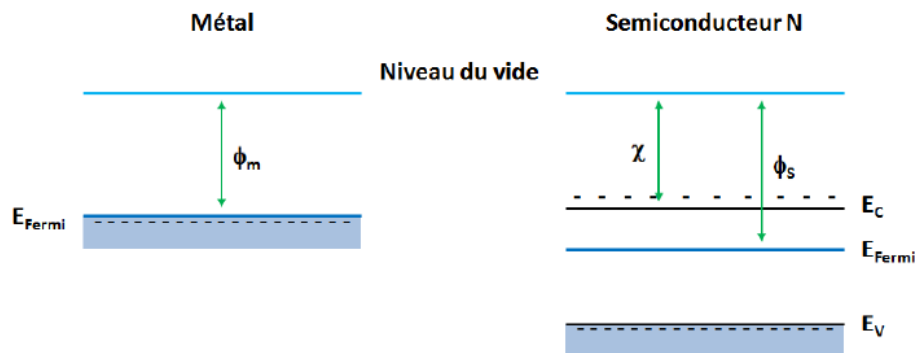 Métal
Semiconducteur N
Niveau du vide
ϕm
χ
ϕs
EFermi
EC
EFermi
EV